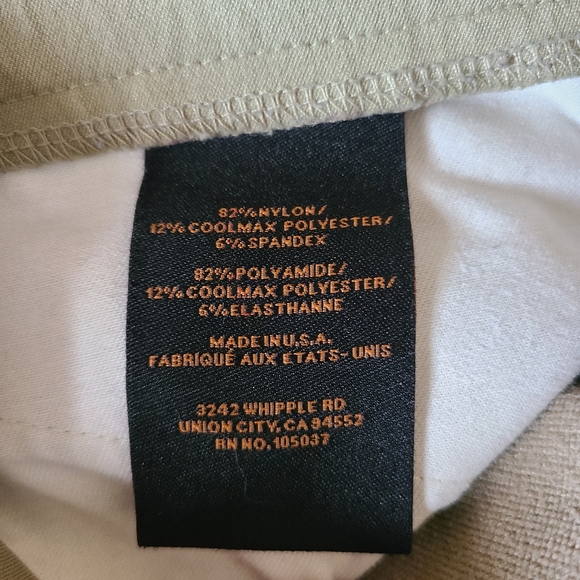 82% NYLON/
12% COOLMAX POLYESTER/
6% SPANDEX
82% POLYAMIDE/
12% COOLMAX POLYESTER/
6% ELASTHANNE
MADE IN U.S.A.
FABRIQUÉ AUX ETATS-UNIS
3242 WHIPPLE RD
UNION CITY, CA 94552
RN NO. 105037